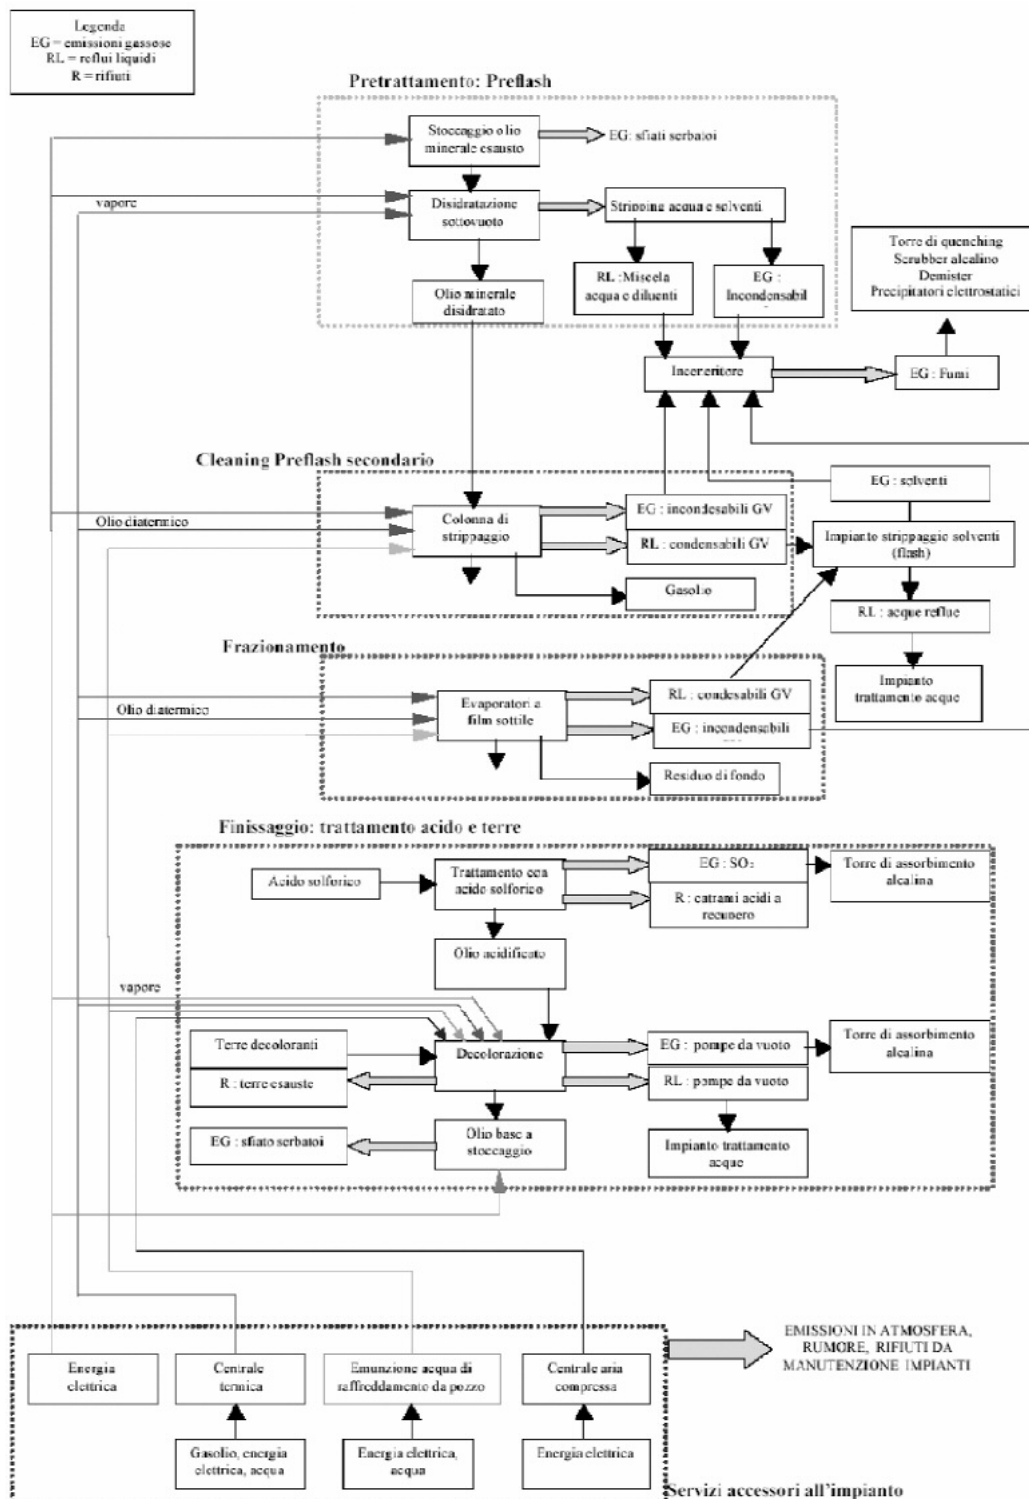 Legenda
EG = emissioni gassose
RL = reflui liquidi
R = rifiuti
Pretrattamento: Preflash
Stoccaggio olio
minerale esausto
EG: sfiati serbatoi
vapore
Disidratazione
sottovuoto
Stripping acqua e solventi
Olio minerale
disidratato
RL :Miscela
acqua e diluenti
EG :
Incondensabil
Torre di quenching
Scrubber alcalino
Demister
Precipitatori elettrostatici
Inceneritore
EG : Fumi
Cleaning Preflash secondario
Olio diatermico
Colonna di
strippaggio
EG : incondesabili GV
RL : condensabili GV
Gasolio
EG : solventi
Impianto strippaggio solventi
(flash)
RL : acque reflue
Impianto
trattamento acque
Frazionamento
Olio diatermico
Evaporatori a
film sottile
RL : condesabili GV
EG : incondensabili
Residuo di fondo
Finissaggio: trattamento acido e terre
Acido solforico
Trattamento con
acido solforico
EG : SO₂
R : catrami acidi a
recupero
Torre di assorbimento
alcalina
Olio acidificato
vapore
Terre decoloranti
R : terre esauste
Decolorazione
EG : pompe da vuoto
RL : pompe da vuoto
Torre di assorbimento
alcalina
EG : sfiato serbatoi
Olio base a
stoccaggio
Impianto trattamento
acque
Energia
elettrica
Centrale
termica
Emunzione acqua di
raffreddamento da pozzo
Centrale aria
compressa
EMISSIONI IN ATMOSFERA,
RUMORE, RIFIUTI DA
MANUTENZIONE IMPIANTI
Gasolio, energia
elettrica, acqua
Energia elettrica,
acqua
Energia elettrica
Servizi accessori all'impianto